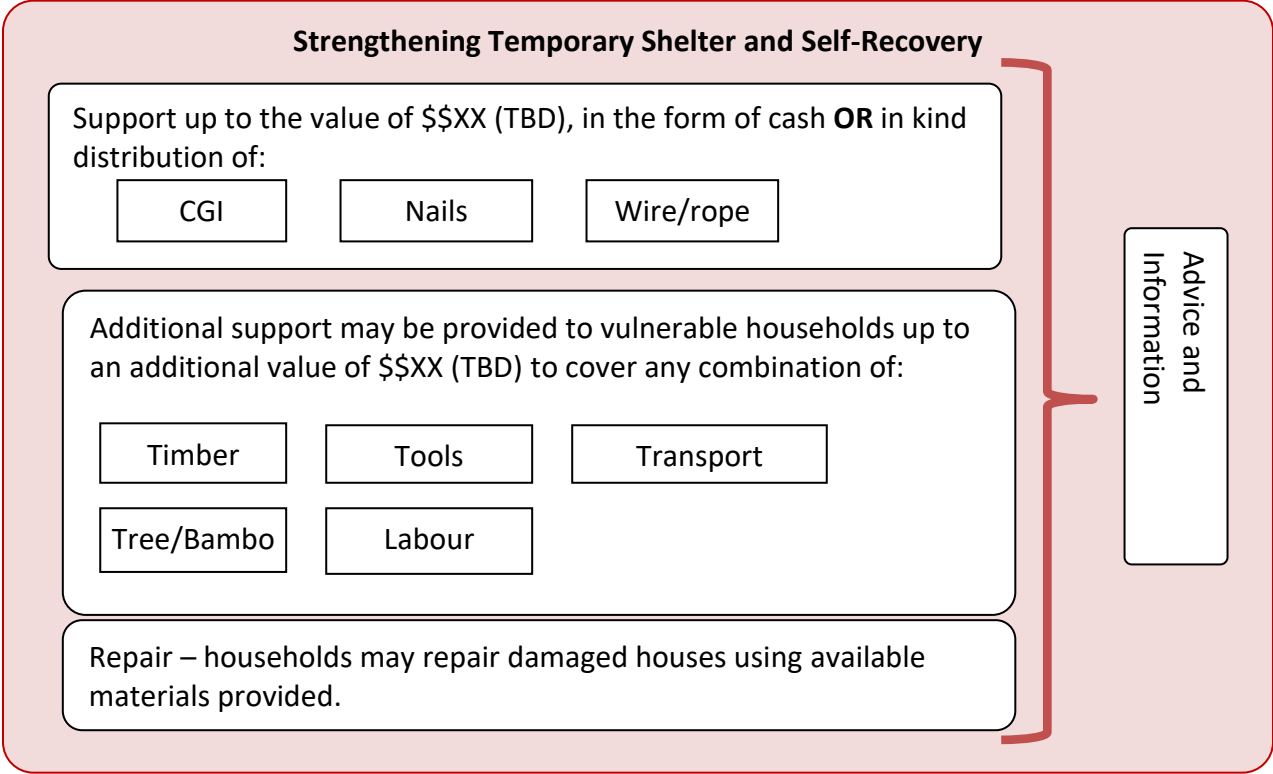 Strengthening Temporary Shelter and Self-Recovery
Support up to the value of $$XX (TBD), in the form of cash OR in kind
distribution of:
CGI
Nails
Wire/rope
Additional support may be provided to vulnerable households up to
an additional value of $$XX (TBD) to cover any combination of:
Timber
Tools
Transport
Tree/Bambo
Labour
Repair – households may repair damaged houses using available
materials provided.
Advice and
Information